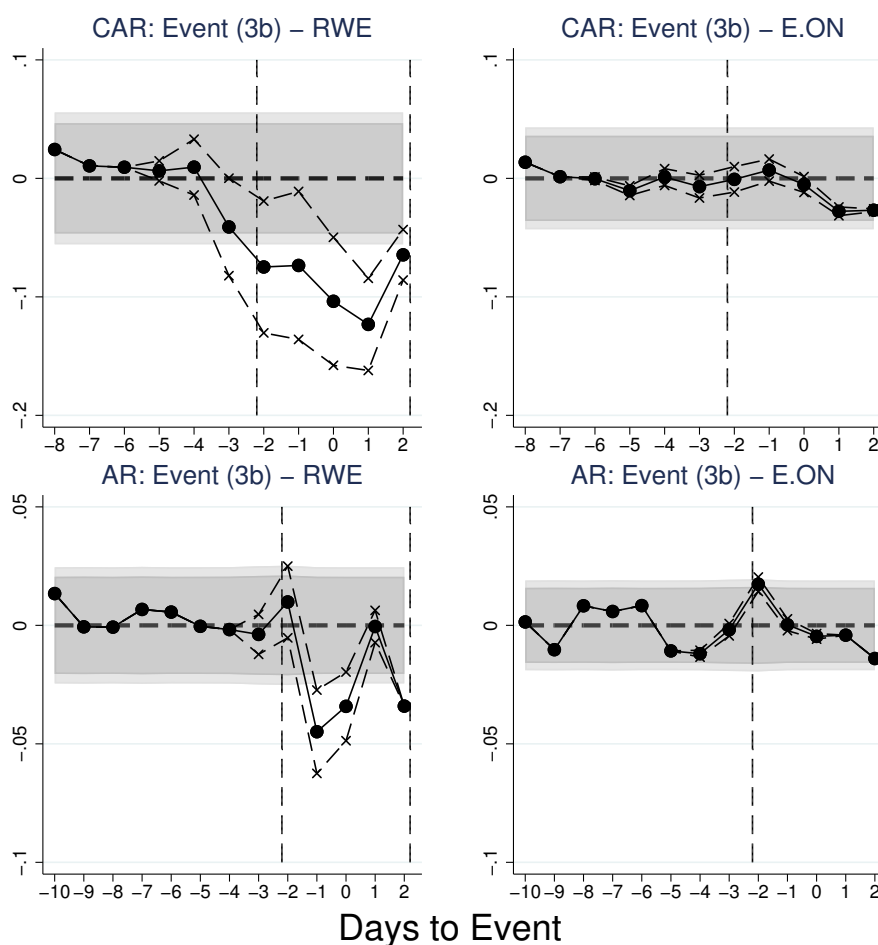 CAR: Event (3b) − RWE
.1
0
−.1
−.2
−8 −7 −6 −5 −4 −3 −2 −1 0 1 2
CAR: Event (3b) − E.ON
.1
0
−.1
−.2
−8 −7 −6 −5 −4 −3 −2 −1 0 1 2
AR: Event (3b) − RWE
.05
0
−.05
−.1
−10 −9 −8 −7 −6 −5 −4 −3 −2 −1 0 1 2
AR: Event (3b) − E.ON
.05
0
−.05
−.1
−10 −9 −8 −7 −6 −5 −4 −3 −2 −1 0 1 2
Days to Event